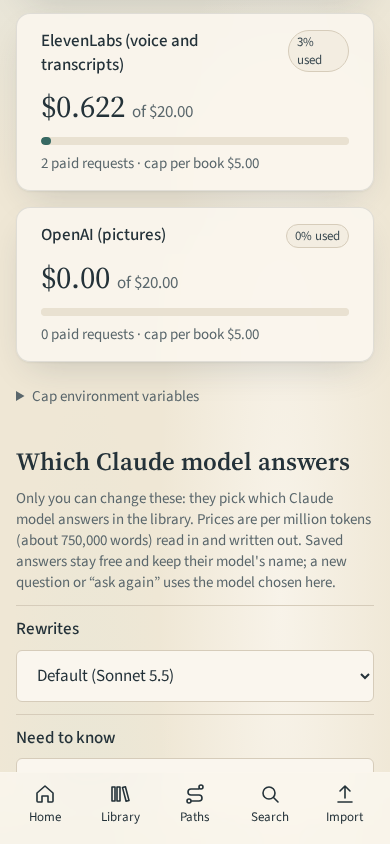 ElevenLabs (voice and
transcripts)
3%
used
$0.622 of $20.00
2 paid requests · cap per book $5.00
OpenAI (pictures)
0% used
$0.00 of $20.00
0 paid requests · cap per book $5.00
Cap environment variables
Which Claude model answers
Only you can change these: they pick which Claude
model answers in the library. Prices are per million tokens
(about 750,000 words) read in and written out. Saved
answers stay free and keep their model's name; a new
question or “ask again” uses the model chosen here.
Rewrites
Default (Sonnet 5.5)
Need to know
Home
Library
Paths
Search
Import